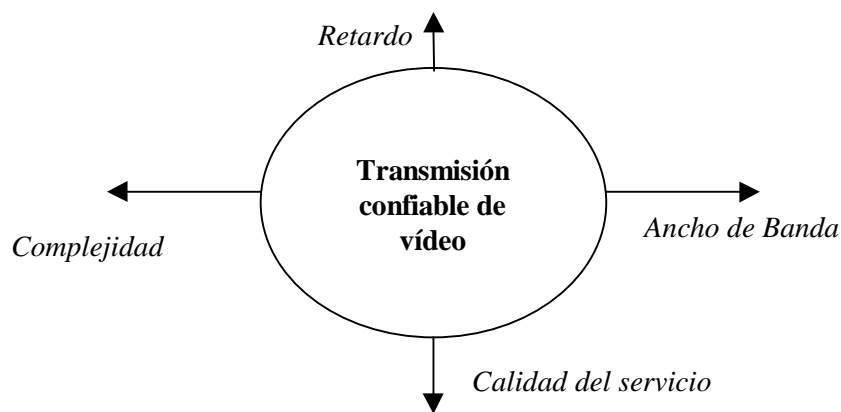 Retardo
Transmisión
confiable de
vídeo
Complejidad
Ancho de Banda
Calidad del servicio